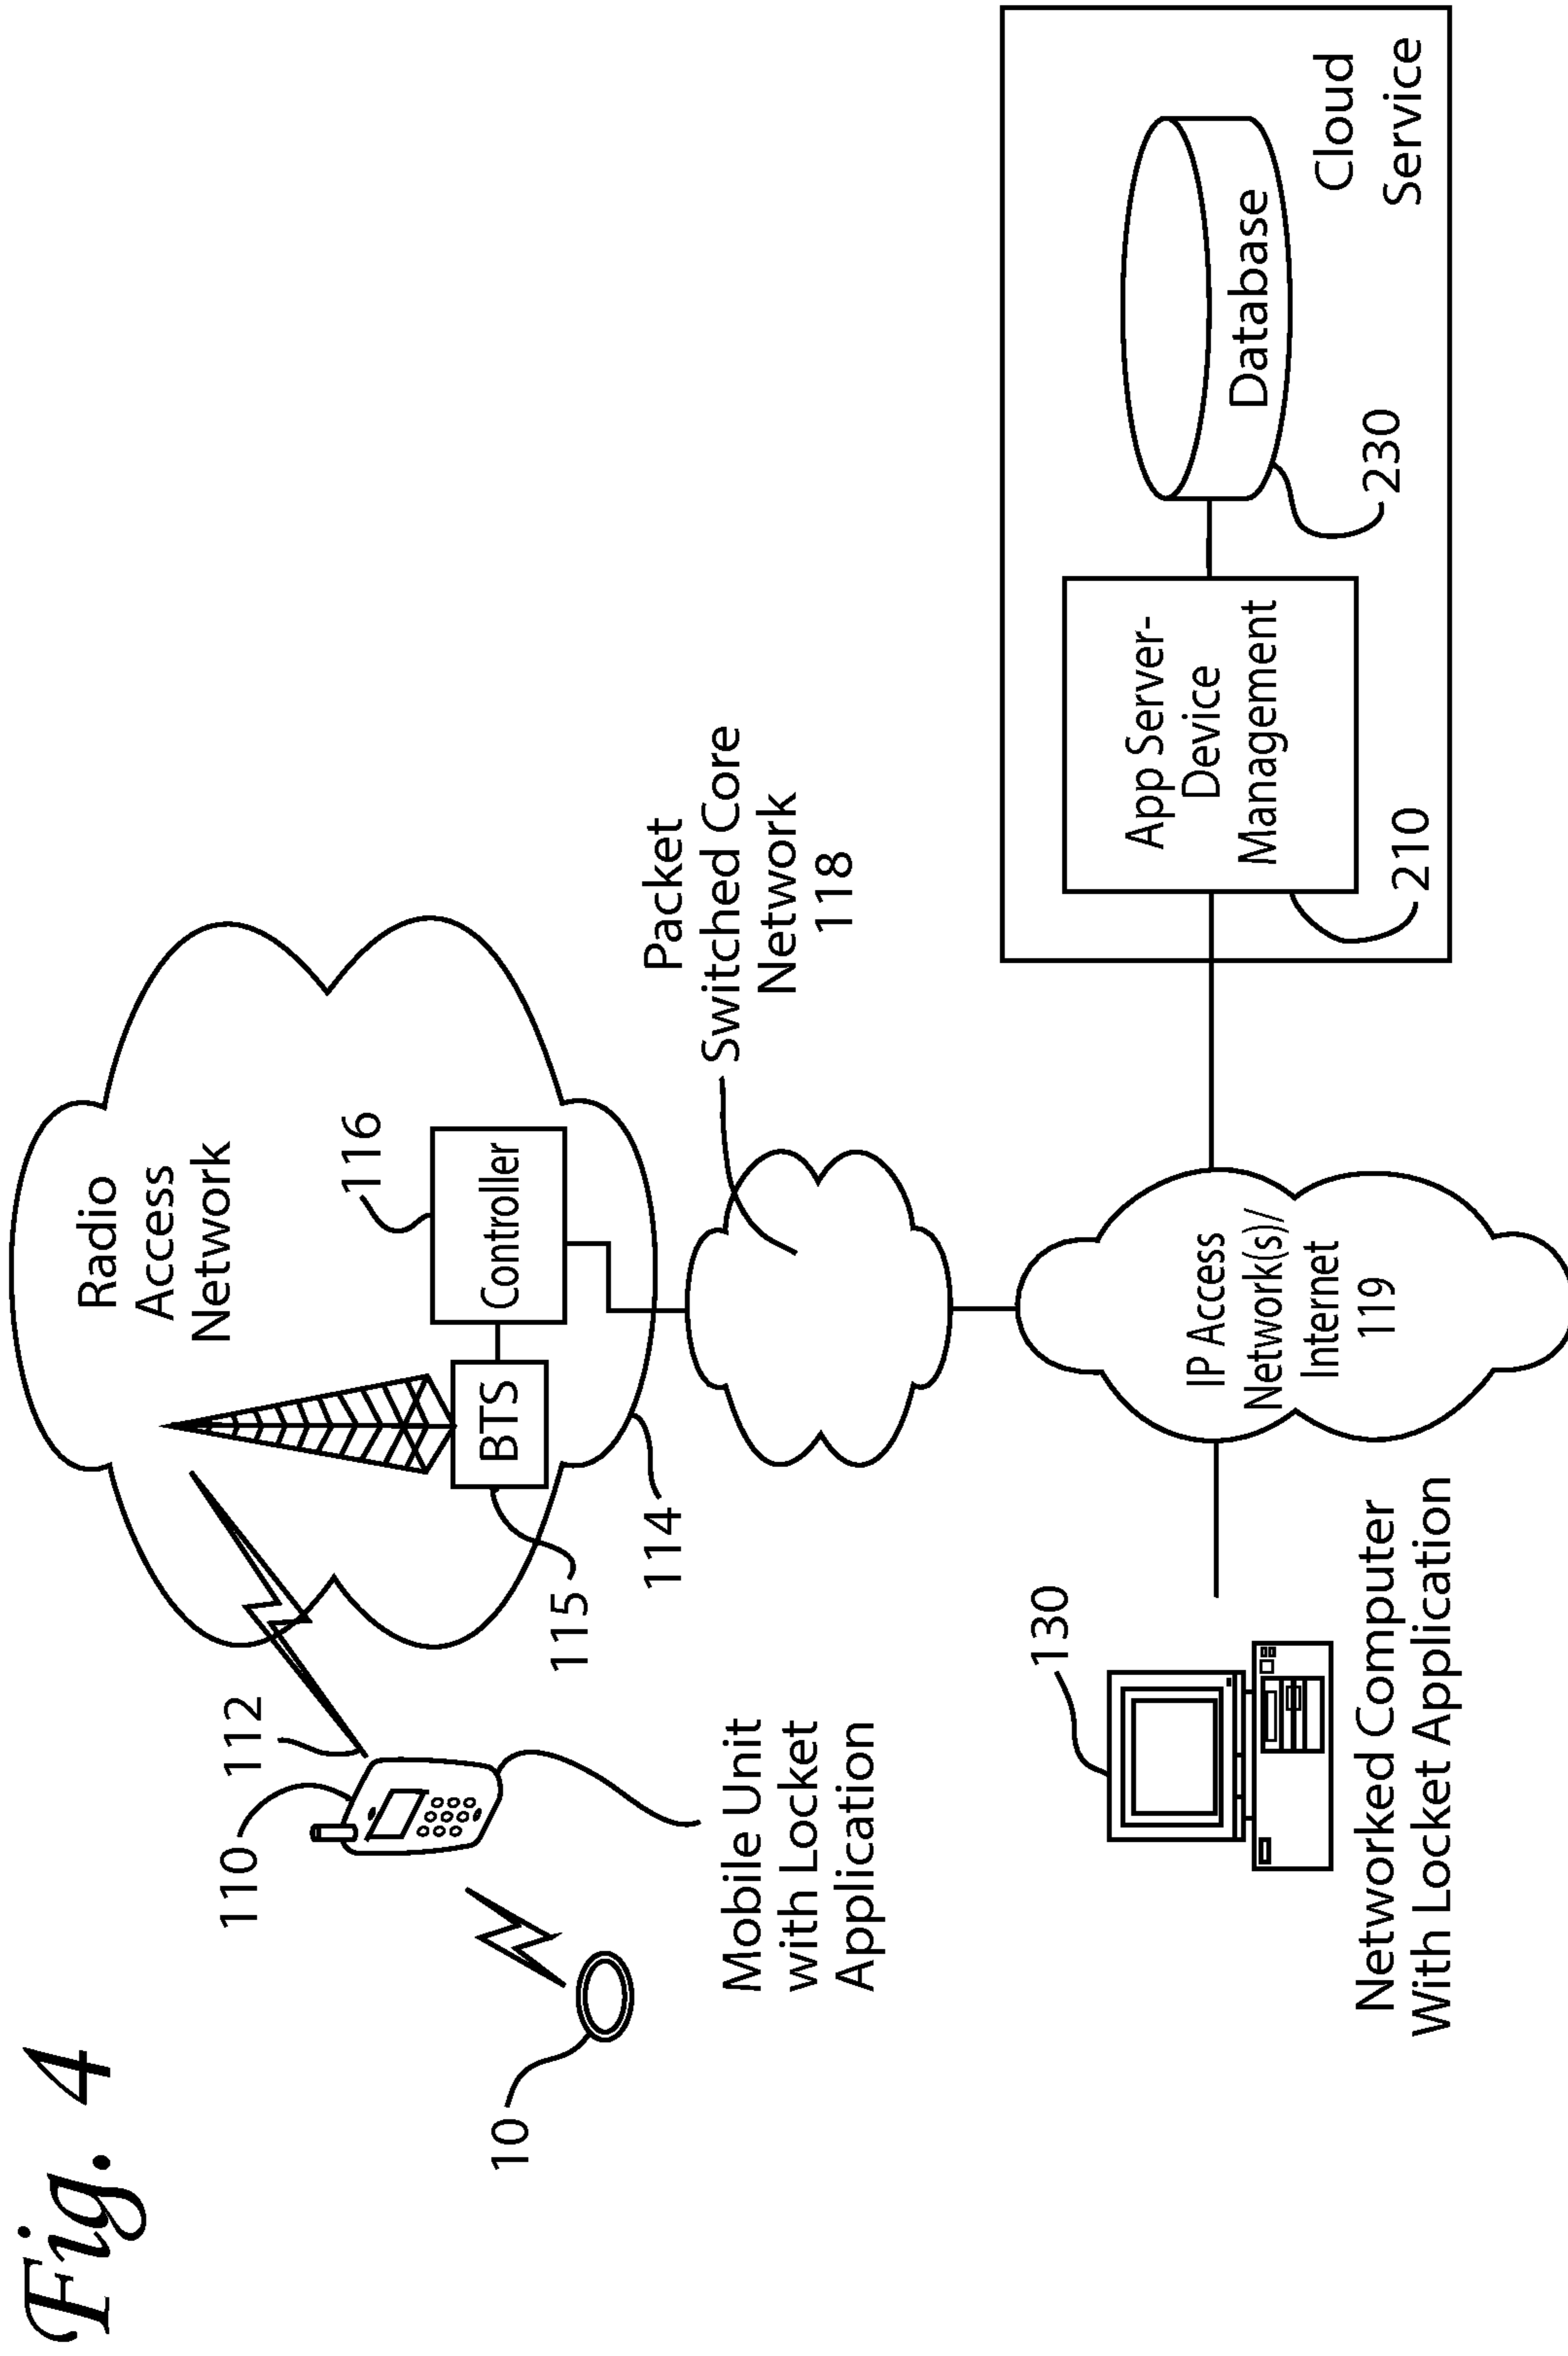 Fig. 4
Radio
Access
Network
116
Controller
BTS
112
110
115
114
10
Mobile Unit
with Locket
Application
Packet
Switched Core
Network
118
130
Networked Computer
With Locket Application
IP Access
Network(s)/
Internet
119
App Server-
Device
Management
210
Database
230
Cloud
Service